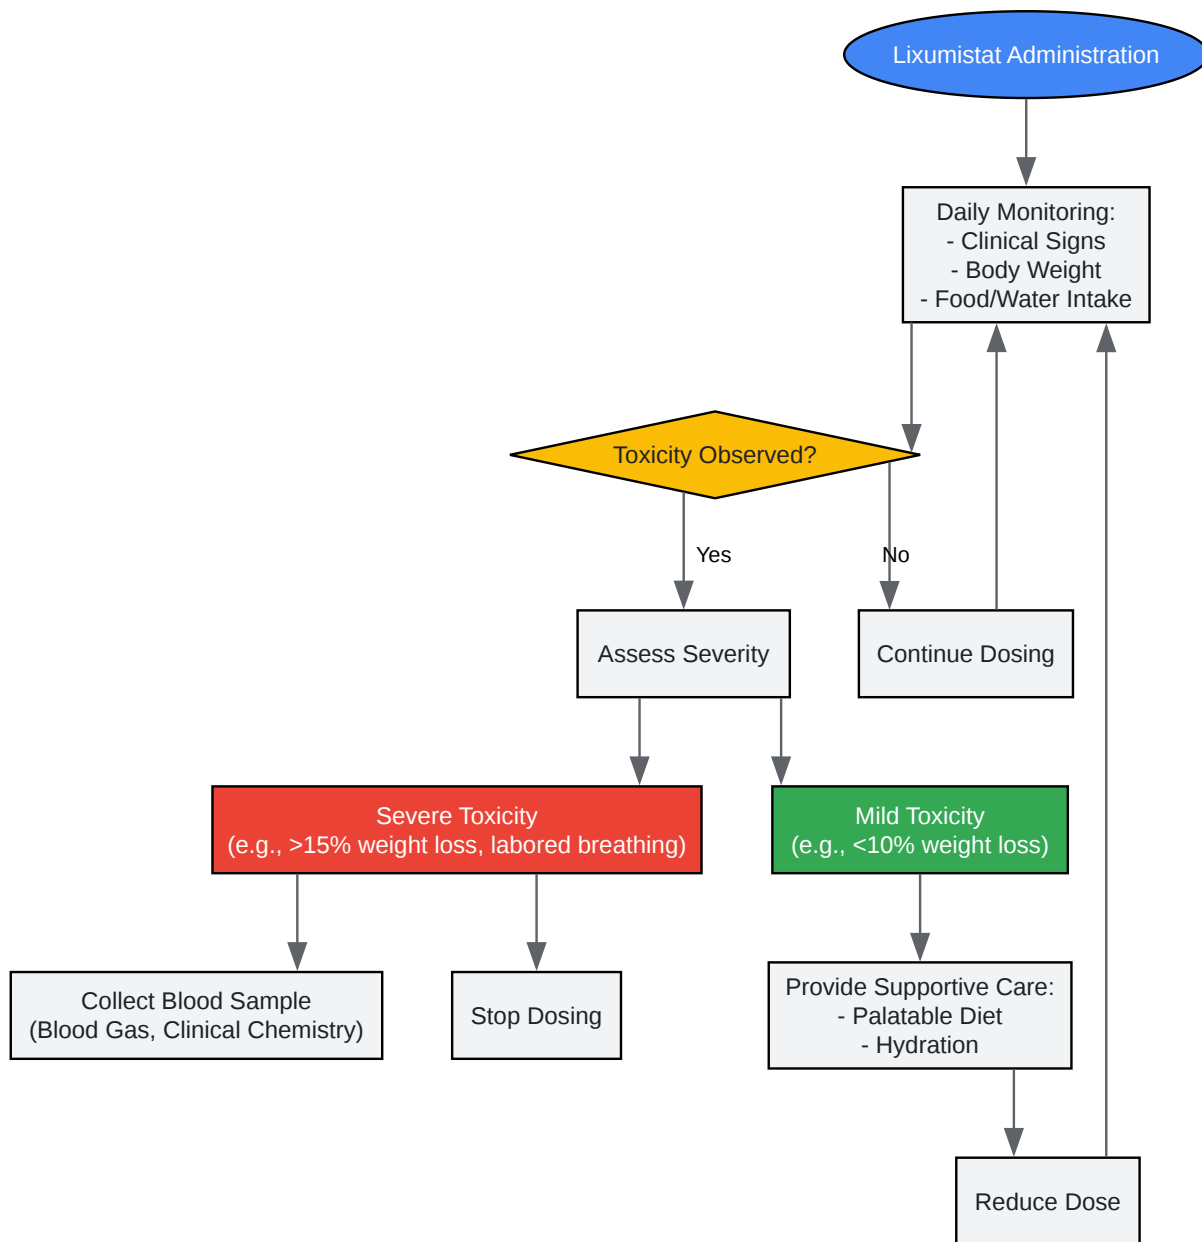 Lixumistat Administration
Daily Monitoring:
- Clinical Signs
- Body Weight
- Food/Water Intake
Toxicity Observed?
Yes
No
Assess Severity
Continue Dosing
Severe Toxicity
(e.g., >15% weight loss, labored breathing)
Mild Toxicity
(e.g., <10% weight loss)
Collect Blood Sample
(Blood Gas, Clinical Chemistry)
Stop Dosing
Provide Supportive Care:
- Palatable Diet
- Hydration
Reduce Dose